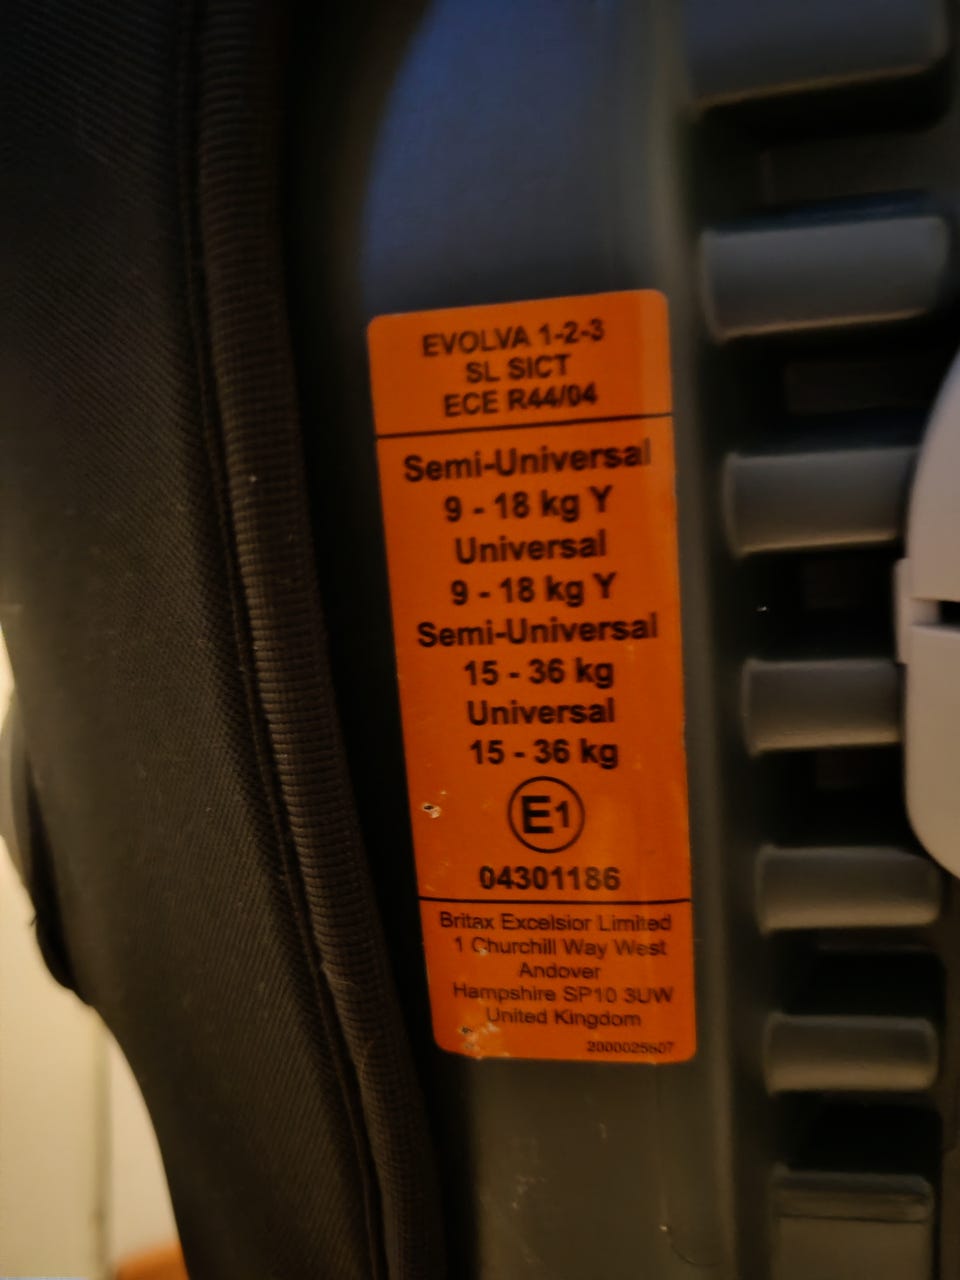 EVOLVA 1-2-3
SL SICT
ECE R44/04
Semi-Universal
9 - 18 kg Y
Universal
9 - 18 kg Y
Semi-Universal
15 - 36 kg
Universal
15 - 36 kg
E1
04301186
Britax Excelsior Limited
1 Churchill Way West
Andover
Hampshire SP10 3UW
United Kingdom